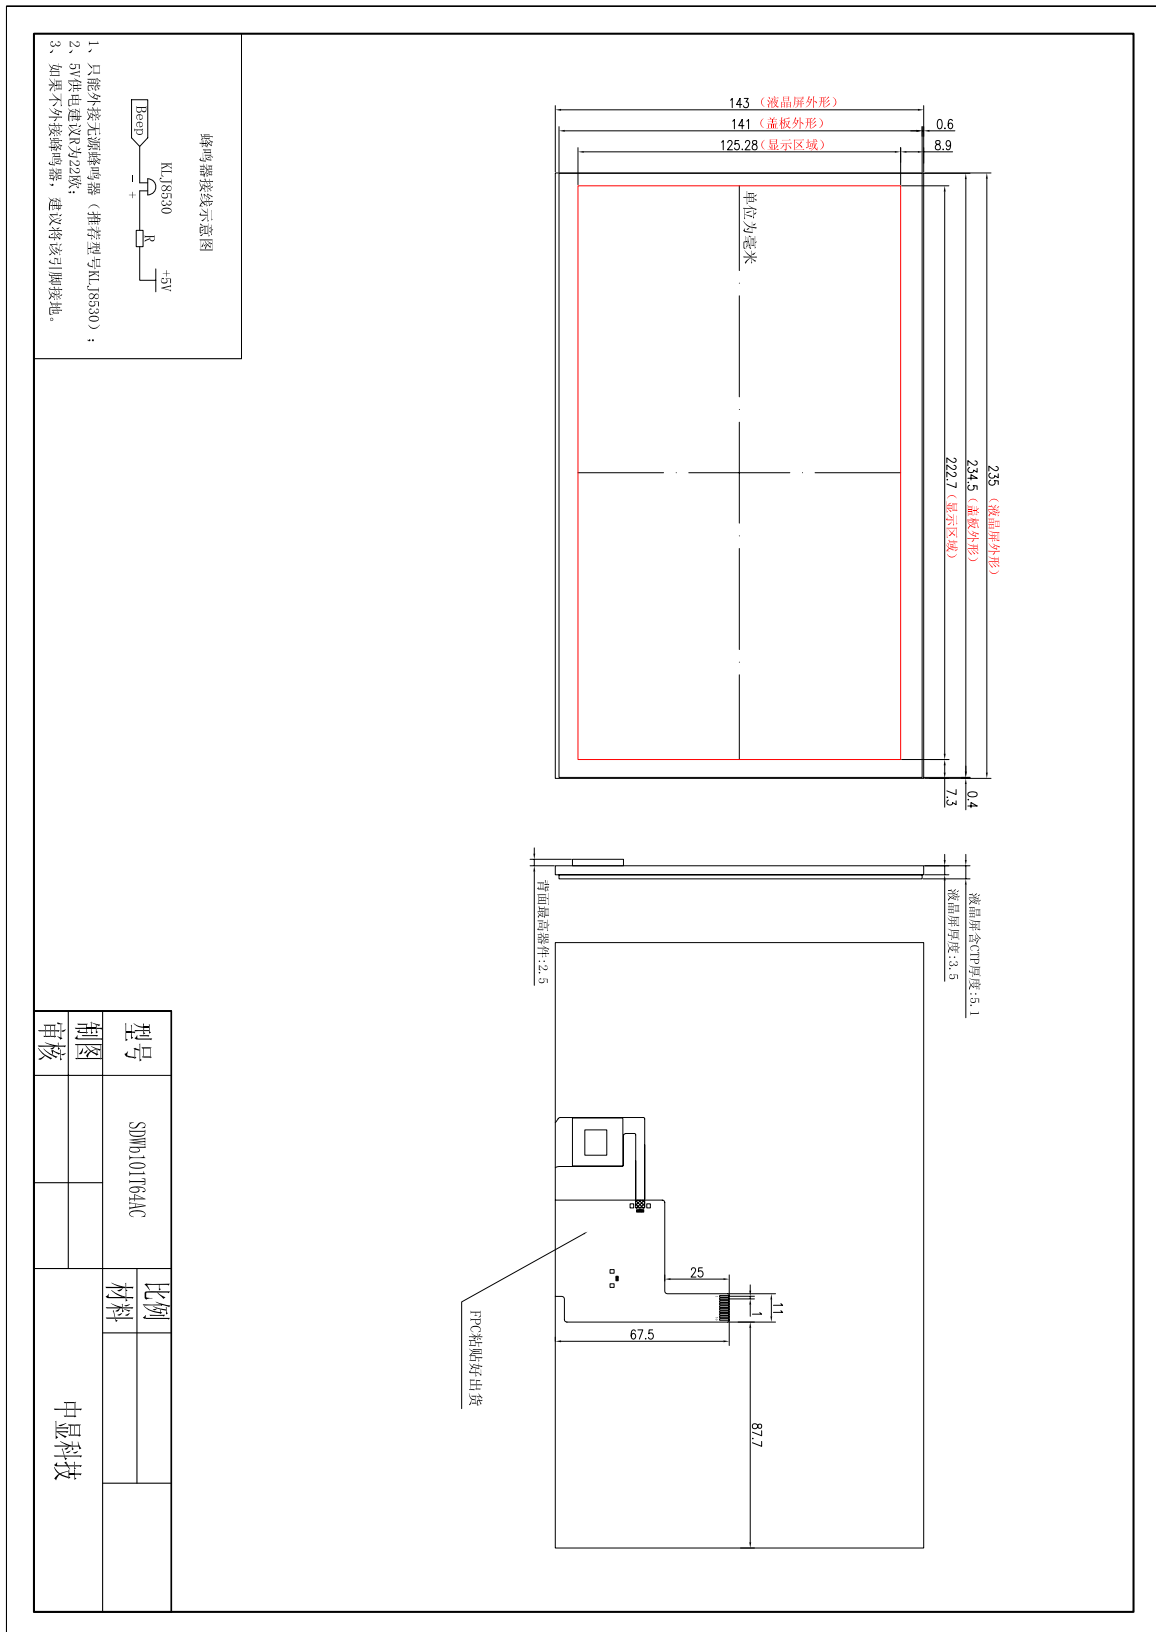 143（液晶屏外形）
141（盖板外形）
125.28（显示区域）
0.6
8.9
235（液晶屏外形）
234.5（盖板外形）
222.7（显示区域）
0.4
7.3
单位为毫米
液晶屏含CTP厚度:5.1
液晶屏厚度:3.5
背面最高器件:2.5
25
11
1
67.5
87.7
FPC粘贴好出货
蜂鸣器接线示意图
Beep
KLJ8530
- +
R
+5V
1、只能外接无源蜂鸣器（推荐型号KLJ8530）;
2、5V供电建议R为22欧;
3、如果不外接蜂鸣器，建议将该引脚接地。
型号
SDWb101T64AC
制图
审核
比例
材料
中显科技